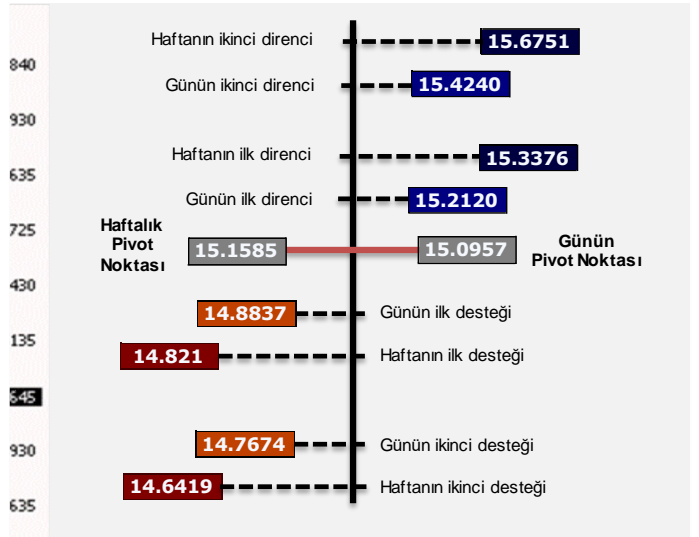 Haftanın ikinci direnci
15.6751
840
Günün ikinci direnci
15.4240
930
Haftanın ilk direnci
15.3376
635
Günün ilk direnci
15.2120
725
Haftalık
Pivot
Noktası
15.1585
15.0957
Günün
Pivot Noktası
430
14.8837
Günün ilk desteği
135
14.821
Haftanın ilk desteği
645
14.7674
Günün ikinci desteği
930
14.6419
Haftanın ikinci desteği
635